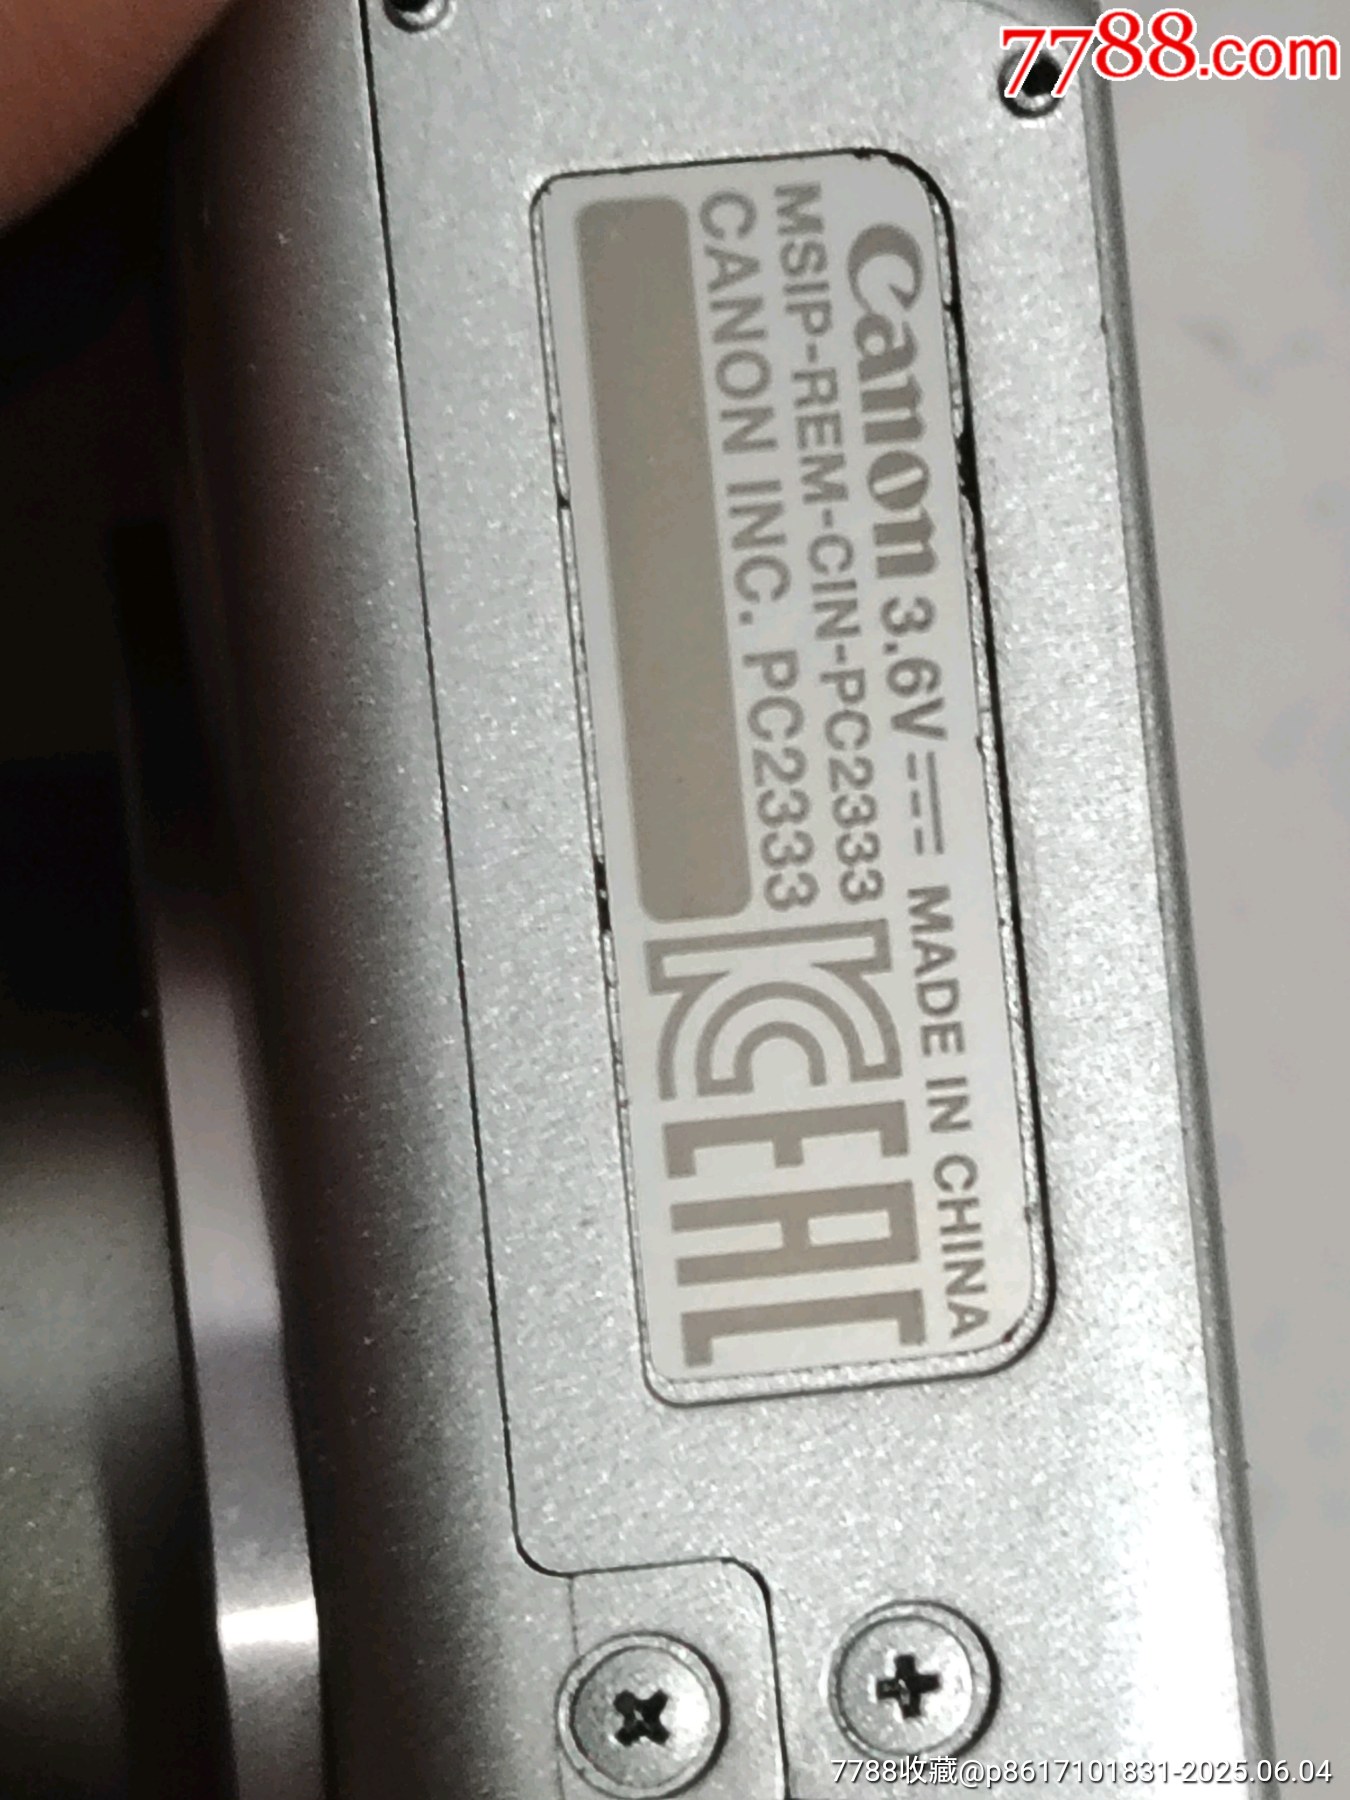 7788.com
Canon 3.6V⎓ MADE IN CHINA
MSIP-REM-CIN-PC2333
CANON INC. PC2333
EAC
7788收藏@p8617101831-2025.06.04